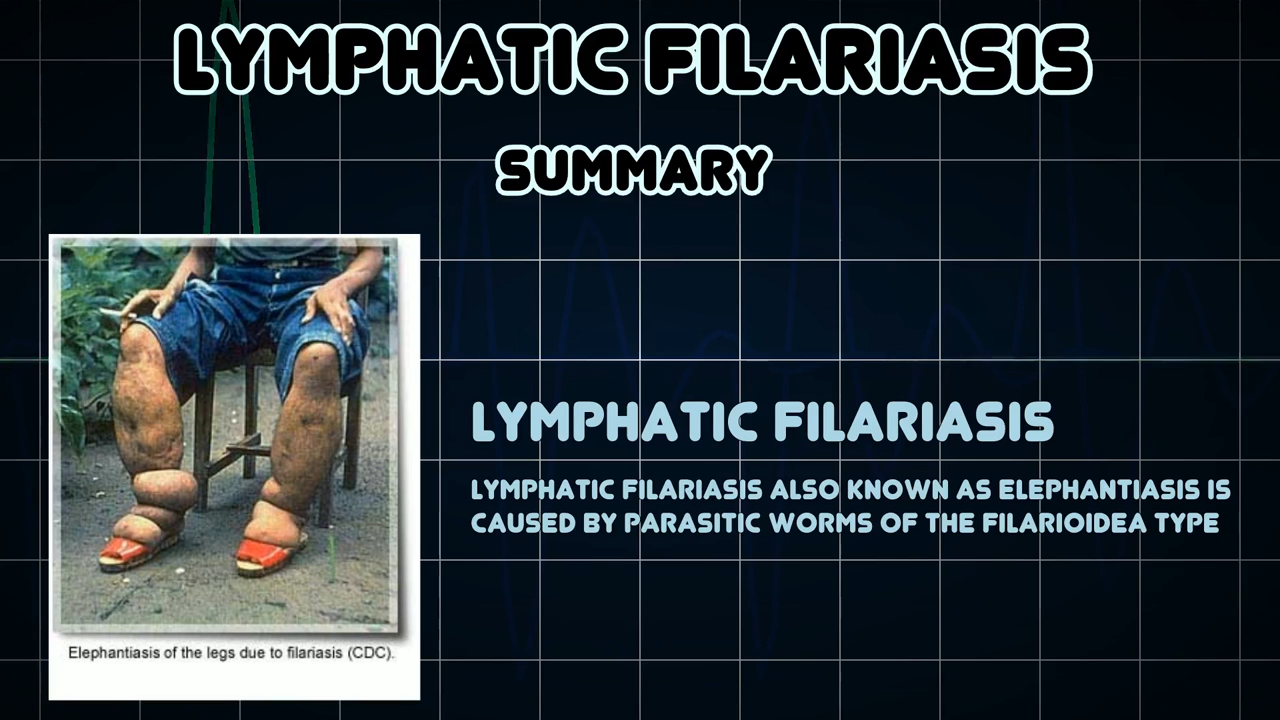 LYMPHATIC FILARIASIS
SUMMARY
LYMPHATIC FILARIASIS
LYMPHATIC FILARIASIS ALSO KNOWN AS ELEPHANTIASIS IS
CAUSED BY PARASITIC WORMS OF THE FILARIOIDEA TYPE
Elephantiasis of the legs due to filariasis (CDC).